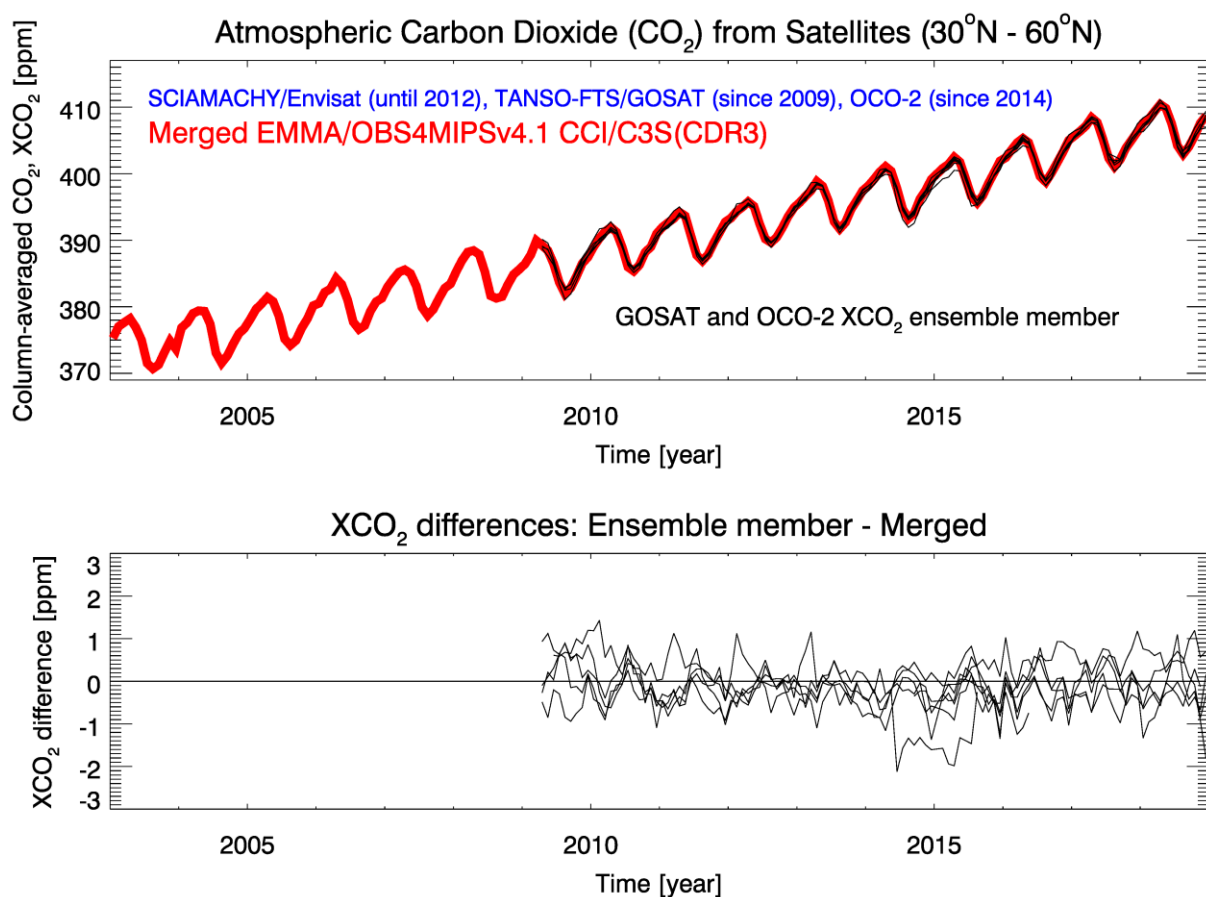 Atmospheric Carbon Dioxide (CO₂) from Satellites (30°N - 60°N)
Column-averaged CO₂, XCO₂ [ppm]
SCIAMACHY/Envisat (until 2012), TANSO-FTS/GOSAT (since 2009), OCO-2 (since 2014)
Merged EMMA/OBS4MIPSv4.1 CCI/C3S(CDR3)
410
400
390
380
370
GOSAT and OCO-2 XCO₂ ensemble member
2005 2010 2015
Time [year]
XCO₂ differences: Ensemble member - Merged
XCO₂ difference [ppm]
3
2
1
0
-1
-2
-3
2005 2010 2015
Time [year]